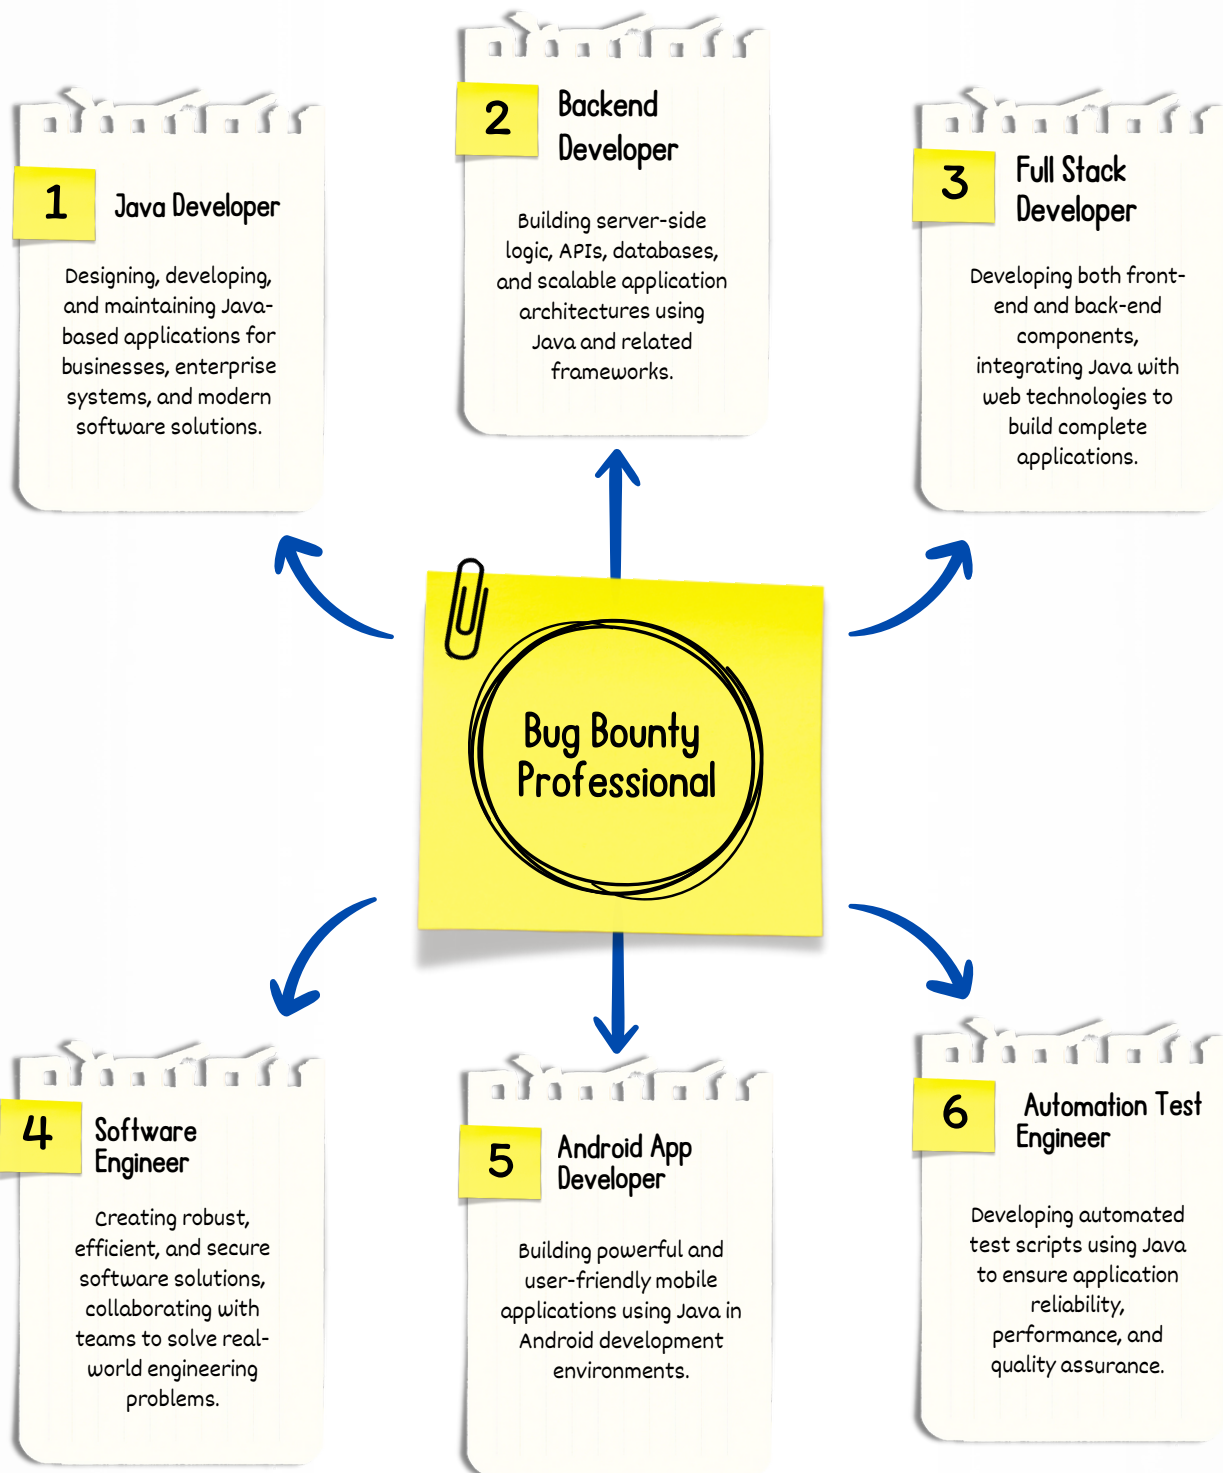 1
Java Developer
Designing, developing,
and maintaining Java-
based applications for
businesses, enterprise
systems, and modern
software solutions.
2
Backend
Developer
Building server-side
logic, APIs, databases,
and scalable application
architectures using
Java and related
frameworks.
3
Full Stack
Developer
Developing both front-
end and back-end
components,
integrating Java with
web technologies to
build complete
applications.
Bug Bounty
Professional
4
Software
Engineer
Creating robust,
efficient, and secure
software solutions,
collaborating with
teams to solve real-
world engineering
problems.
5
Android App
Developer
Building powerful and
user-friendly mobile
applications using Java in
Android development
environments.
6
Automation Test
Engineer
Developing automated
test scripts using Java
to ensure application
reliability,
performance, and
quality assurance.